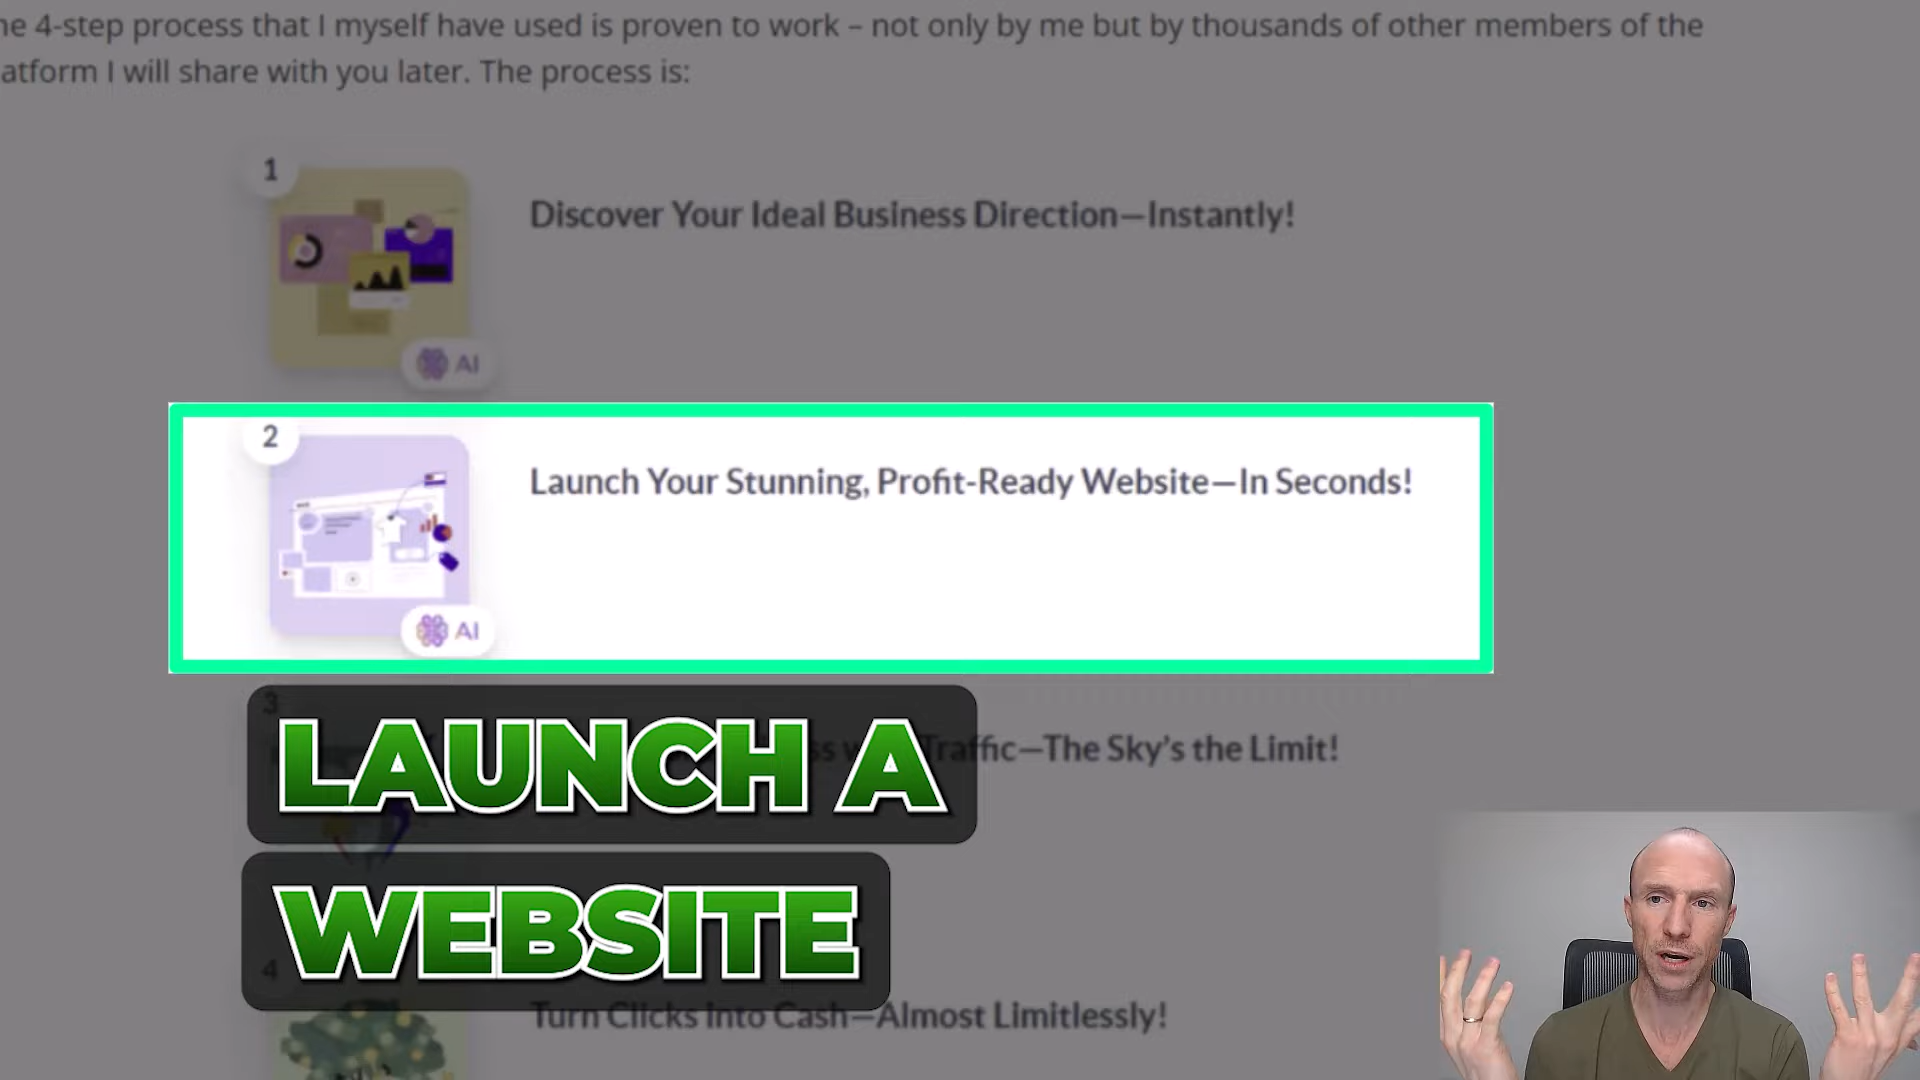 he 4-step process that I myself have used is proven to work – not only by me but by thousands of other members of the
atform I will share with you later. The process is:
1
Discover Your Ideal Business Direction—Instantly!
AI
2
Launch Your Stunning, Profit-Ready Website—In Seconds!
AI
3
Traffic—The Sky's the Limit!
LAUNCH A
WEBSITE
4
Turn Clicks into Cash—Almost Limitlessly!